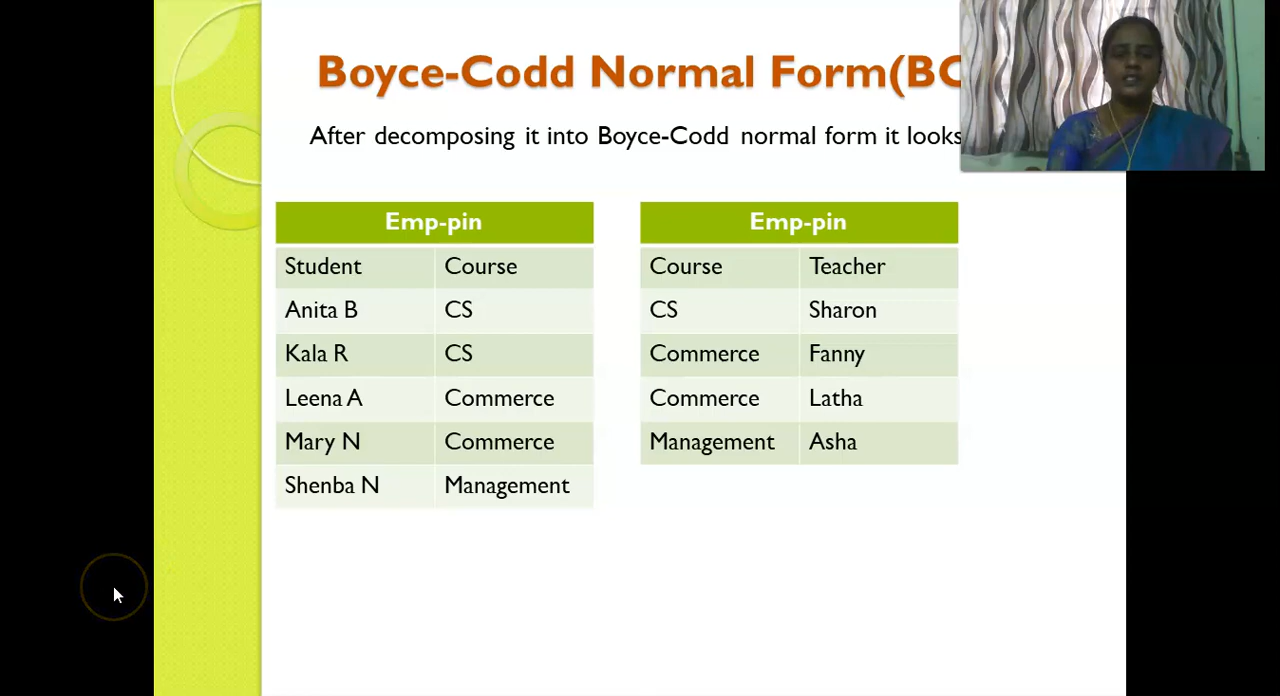 Boyce-Codd Normal Form(BC
After decomposing it into Boyce-Codd normal form it looks
Emp-pin
Student Course
Anita B CS
Kala R CS
Leena A Commerce
Mary N Commerce
Shenba N Management
Emp-pin
Course Teacher
CS Sharon
Commerce Fanny
Commerce Latha
Management Asha